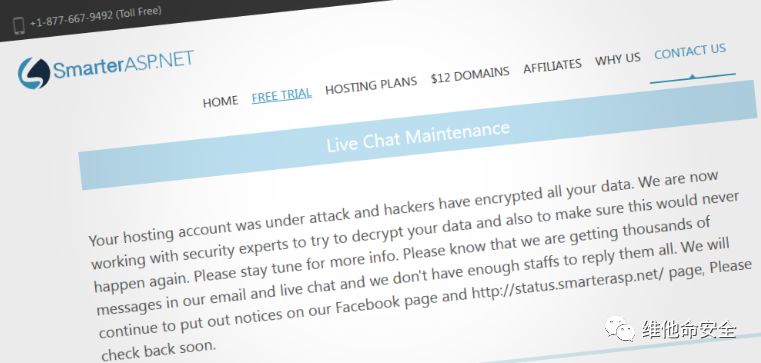 +1-877-667-9492 (Toll Free)
SmarterASP.NET
HOME FREE TRIAL HOSTING PLANS $12 DOMAINS AFFILIATES WHY US CONTACT US
Live Chat Maintenance
Your hosting account was under attack and hackers have encrypted all your data. We are now
working with security experts to try to decrypt your data and also to make sure this would never
happen again. Please stay tune for more info. Please know that we are getting thousands of
messages in our email and live chat and we don't have enough staffs to reply them all. We will
continue to put out notices on our Facebook page and http://status.smarterasp.net/ page, Please
check back soon.
维他命安全